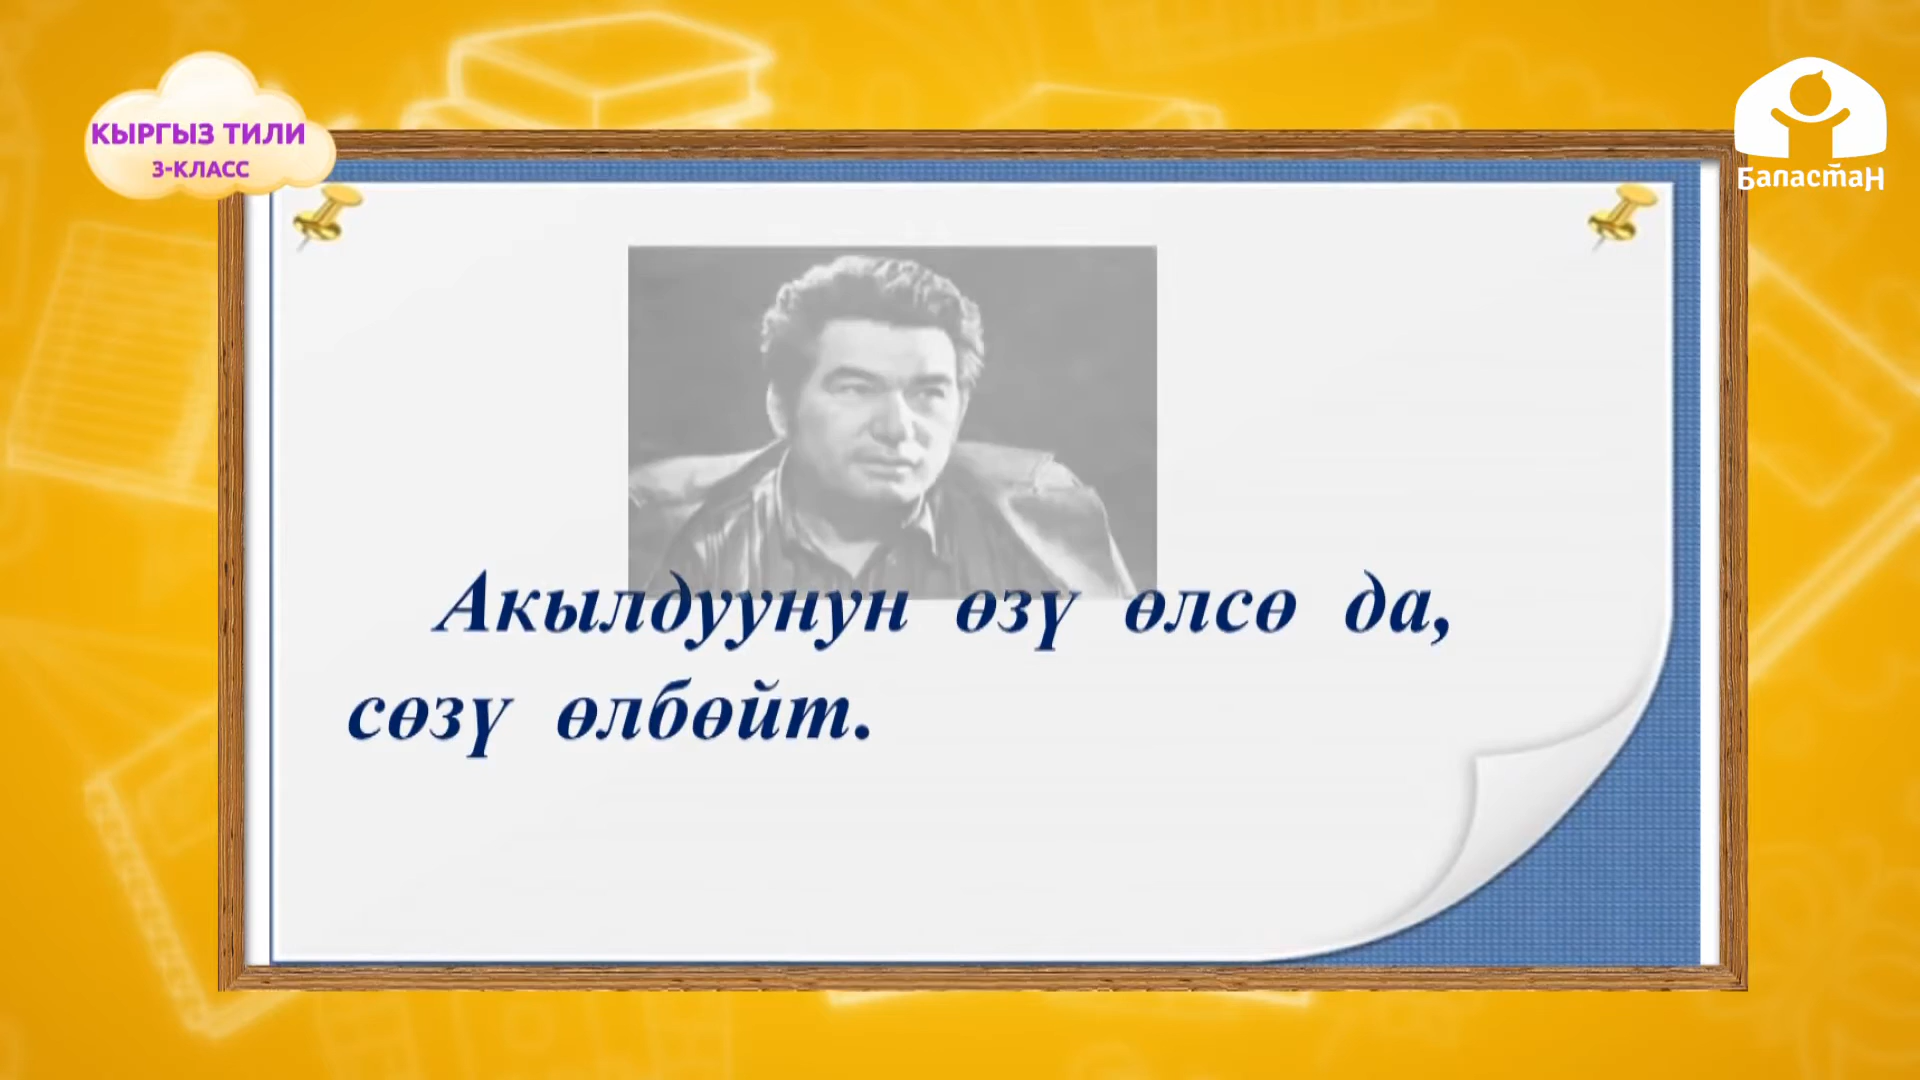 КЫРГЫЗ ТИЛИ
3-КЛАСС
Баластан
Акылдуунун өзү өлсө да,
сөзү өлбөйт.